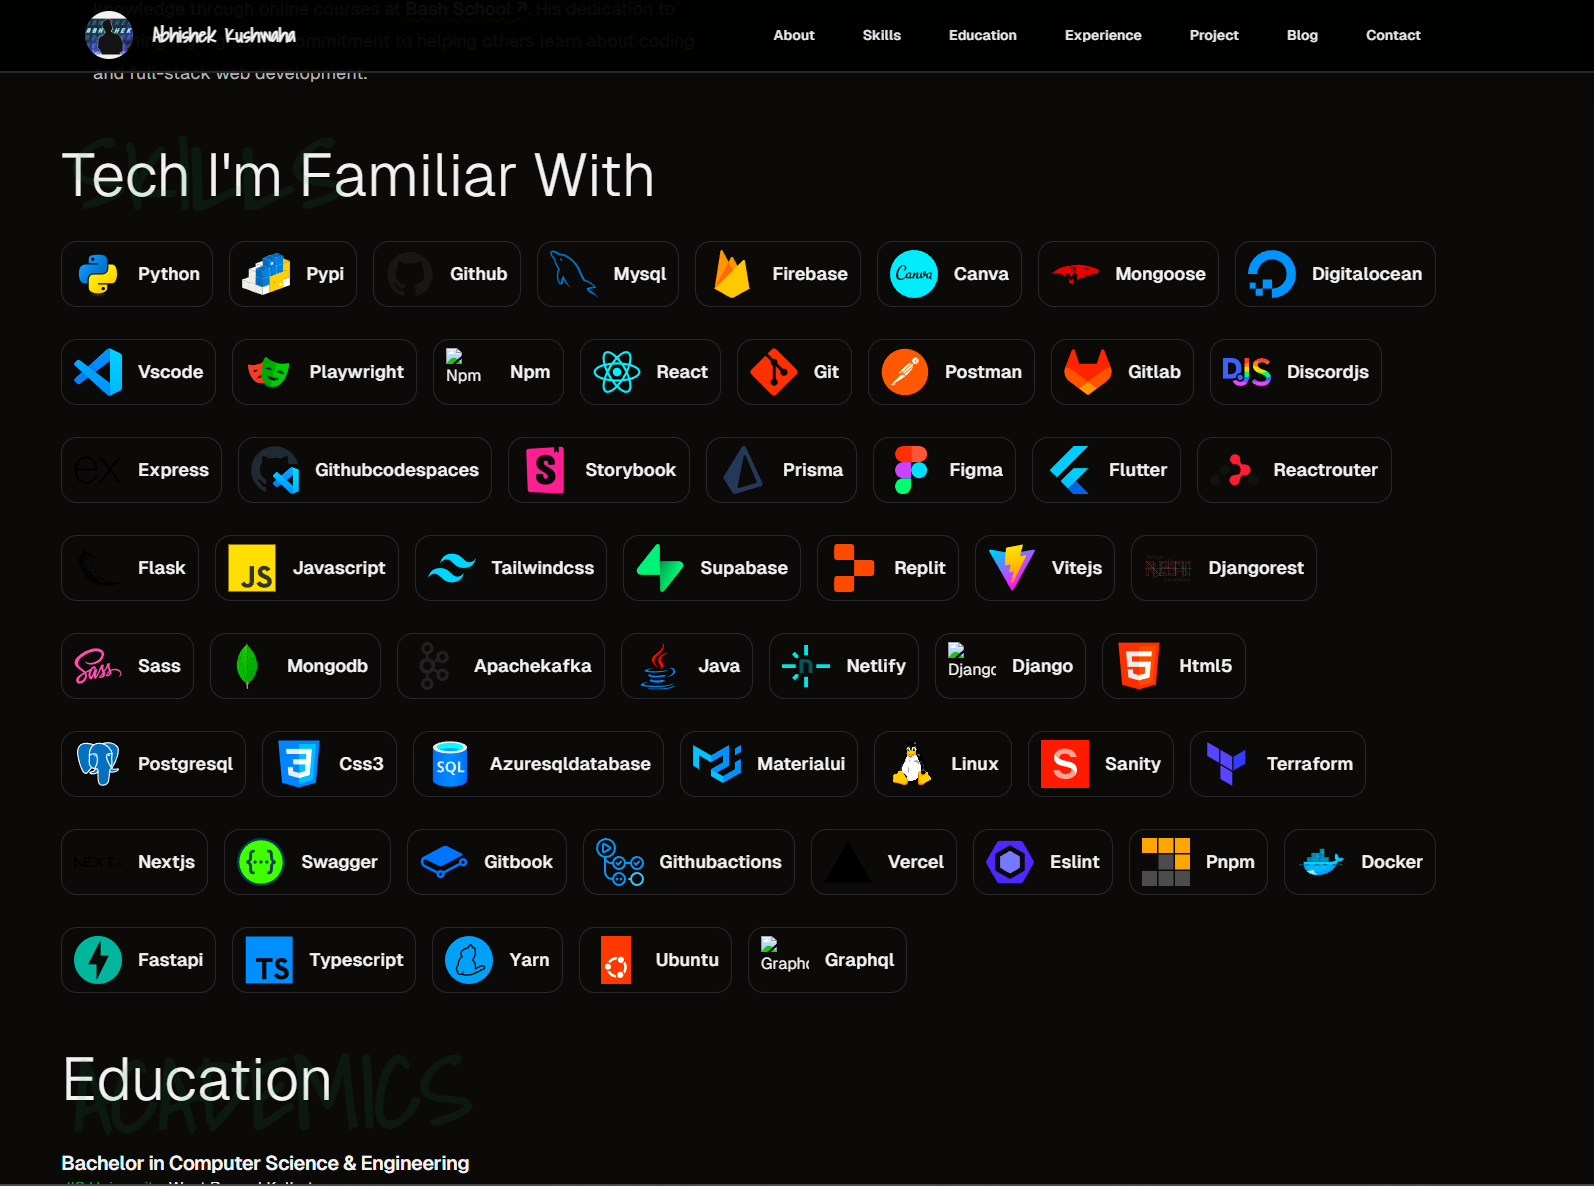 knowledge through online courses at Bash School. His dedication to
Abhishek Kushwaha
About Skills Education Experience Project Blog Contact
commitment to helping others learn about coding
and full-stack web development.
SKILLS
Tech I'm Familiar With
Python Pypi Github Mysql Firebase Canva Canva Mongoose Digitalocean
Vscode Playwright Npm Npm React Git Postman Gitlab DJS Discordjs
ex Express Githubcodespaces S Storybook Prisma Figma Flutter Reactrouter
Flask JS Javascript Tailwindcss Supabase Replit Vitejs Djangorest
Sass Sass Mongodb Apachekafka Java n Netlify Django Django 5 Html5
Postgresql 3 Css3 SQL Azuresqldatabase Materialui Linux S Sanity Terraform
NEXT Nextjs {···} Swagger Gitbook Githubactions Vercel Eslint Pnpm Docker
Fastapi TS Typescript Yarn Ubuntu Graphc Graphql
ACADEMICS
Education
Bachelor in Computer Science & Engineering